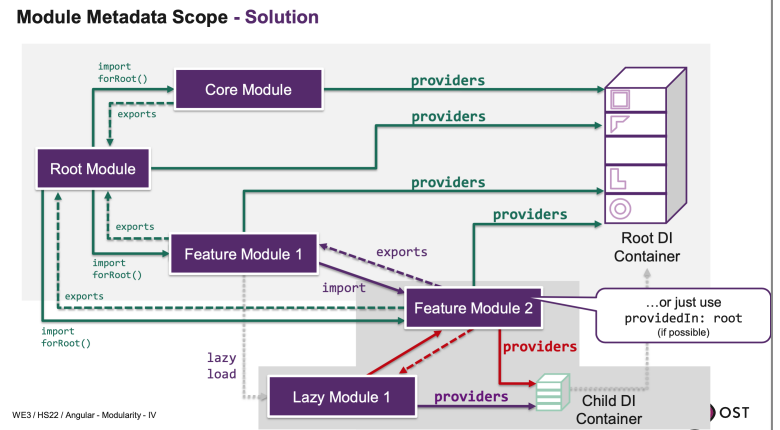 Module Metadata Scope - Solution
import
forRoot()
Core Module
providers
exports
providers
Root Module
providers
exports
providers
Root DI
Container
Feature Module 1
exports
import
forRoot()
import
exports
Feature Module 2
…or just use
providedIn: root
(if possible)
import
forRoot()
providers
lazy
load
Lazy Module 1
providers
Child DI
Container
WE3 / HS22 / Angular - Modularity - IV
OST